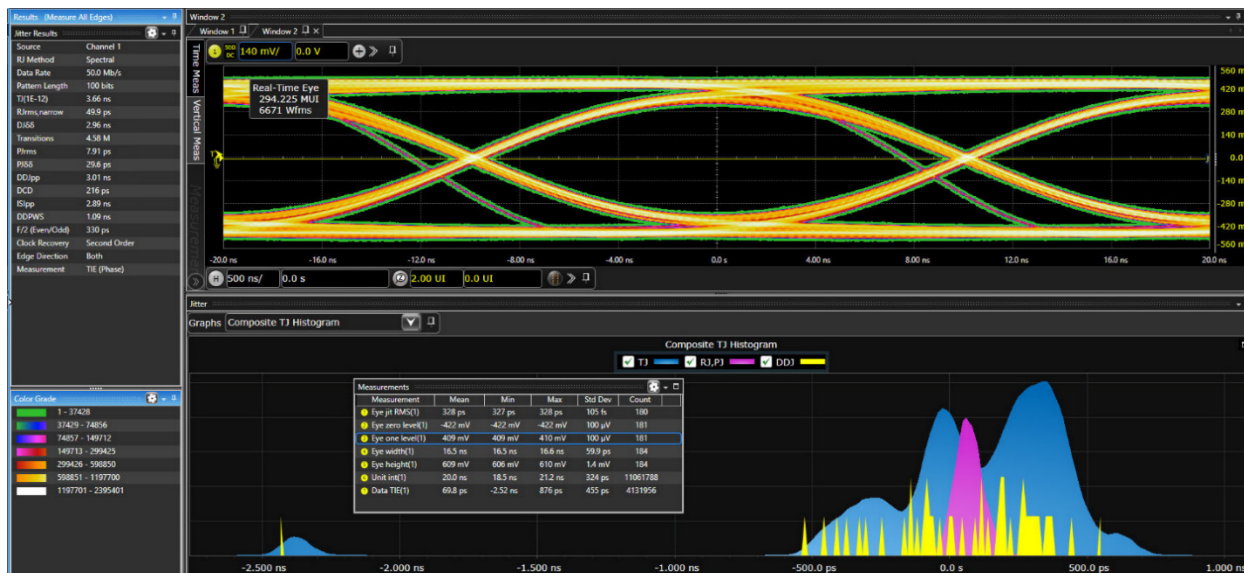 Results (Measure All Edges)
Jitter Results
Source Channel 1
RJ Method Spectral
Data Rate 50.0 Mb/s
Pattern Length 100 bits
TJ(1E-12) 3.66 ns
RJrms,narrow 49.9 ps
DJδδ 2.96 ns
Transitions 4.58 M
PJrms 7.91 ps
PJδδ 29.6 ps
DDJpp 3.01 ns
DCD 216 ps
ISIpp 2.89 ns
DDPWS 1.09 ns
F/2 (Even/Odd) 330 ps
Clock Recovery Second Order
Edge Direction Both
Measurement TIE (Phase)
Color Grade
1 - 37428
37429 - 74856
74857 - 149712
149713 - 299425
299426 - 598850
598851 - 1197700
1197701 - 2395401
Window 2
Window 1 Window 2
Time Meas
Vertical Meas
Measurements
1 50Ω DC 140 mV/ 0.0 V
Real-Time Eye
294.225 MUI
6671 Wfms
560 m
420 m
280 m
140 m
0.0
-140 m
-280 m
-420 m
-560 m
-20.0 ns -16.0 ns -12.0 ns -8.00 ns -4.00 ns 0.0 s 4.00 ns 8.00 ns 12.0 ns 16.0 ns 20.0 ns
H 500 ns/ 0.0 s 2.00 UI 0.0 UI
Jitter
Graphs Composite TJ Histogram
Composite TJ Histogram
TJ RJ,PJ DDJ
Measurements
Measurement Mean Min Max Std Dev Count
Eye jit RMS(1) 328 ps 327 ps 328 ps 105 fs 180
Eye zero level(1) -422 mV -422 mV -422 mV 100 µV 181
Eye one level(1) 409 mV 409 mV 410 mV 100 µV 181
Eye width(1) 16.5 ns 16.5 ns 16.6 ns 59.9 ps 184
Eye height(1) 609 mV 606 mV 610 mV 1.4 mV 184
Unit int(1) 20.0 ns 18.5 ns 21.2 ns 324 ps 11061788
Data TIE(1) 69.8 ps -2.52 ns 876 ps 455 ps 4131956
-2.500 ns -2.000 ns -1.500 ns -1.000 ns -500.0 ps 0.0 s 500.0 ps 1.000 ns